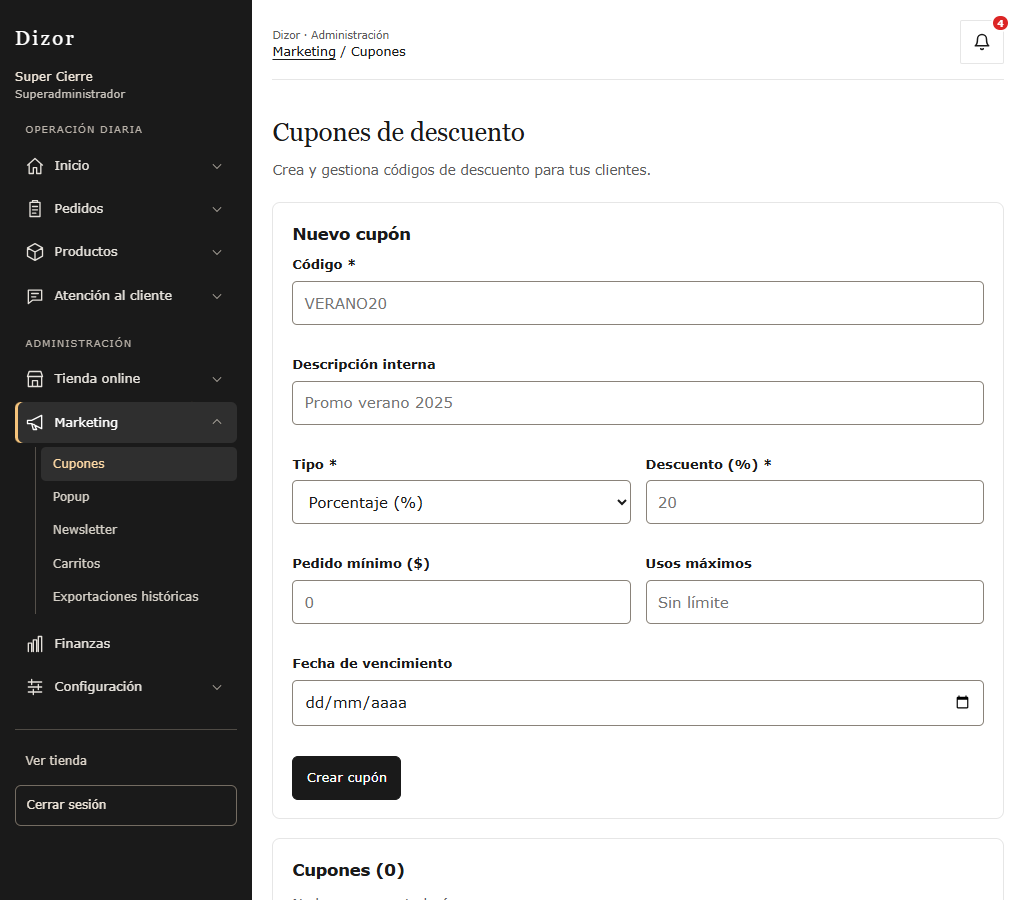 Dizor
Super Cierre
Superadministrador
OPERACIÓN DIARIA
Inicio
Pedidos
Productos
Atención al cliente
ADMINISTRACIÓN
Tienda online
Marketing
Cupones
Popup
Newsletter
Carritos
Exportaciones históricas
Finanzas
Configuración
Ver tienda
Cerrar sesión
Dizor · Administración
Marketing / Cupones
4
Cupones de descuento
Crea y gestiona códigos de descuento para tus clientes.
Nuevo cupón
Código *
VERANO20
Descripción interna
Promo verano 2025
Tipo * Descuento (%) *
Porcentaje (%) 20
Pedido mínimo ($) Usos máximos
0 Sin límite
Fecha de vencimiento
dd/mm/aaaa
Crear cupón
Cupones (0)